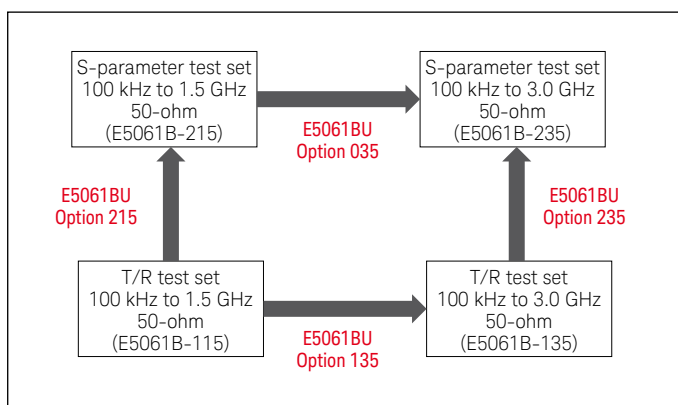 S-parameter test set
100 kHz to 1.5 GHz
50-ohm
(E5061B-215)
E5061BU
Option 035
S-parameter test set
100 kHz to 3.0 GHz
50-ohm
(E5061B-235)
E5061BU
Option 215
E5061BU
Option 235
T/R test set
100 kHz to 1.5 GHz
50-ohm
(E5061B-115)
E5061BU
Option 135
T/R test set
100 kHz to 3.0 GHz
50-ohm
(E5061B-135)